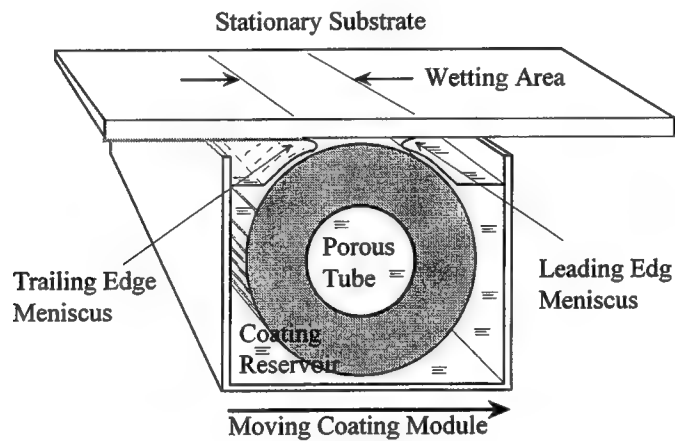 Stationary Substrate
Wetting Area
Porous
Tube
Trailing Edge
Meniscus
Leading Edg
Meniscus
Coating
Reservoir
Moving Coating Module